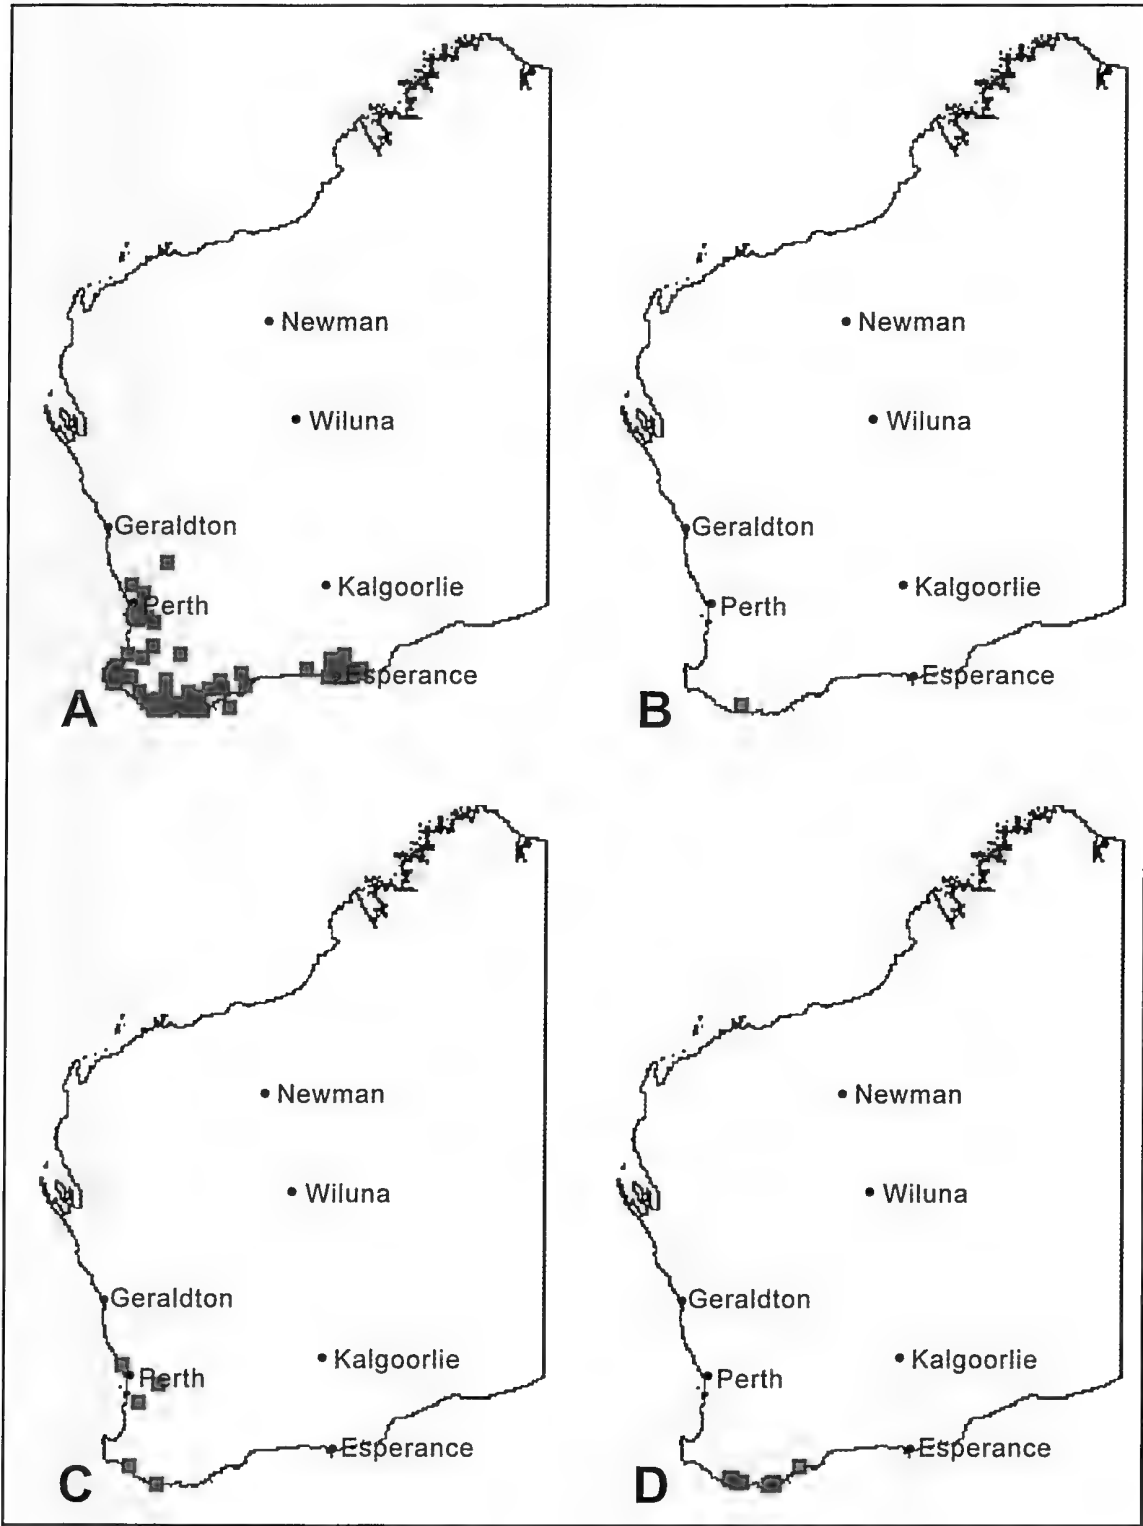 Newman
Newman
Wiluna
Wiluna
Geraldton
Geraldton
Kalgoorlie
Kalgoorlie
Perth
Perth
Esperance
Esperance
A
B
Newman
Newman
Wiluna
Wiluna
Geraldton
Geraldton
Kalgoorlie
Kalgoorlie
Perth
Perth
Esperance
Esperance
C
D